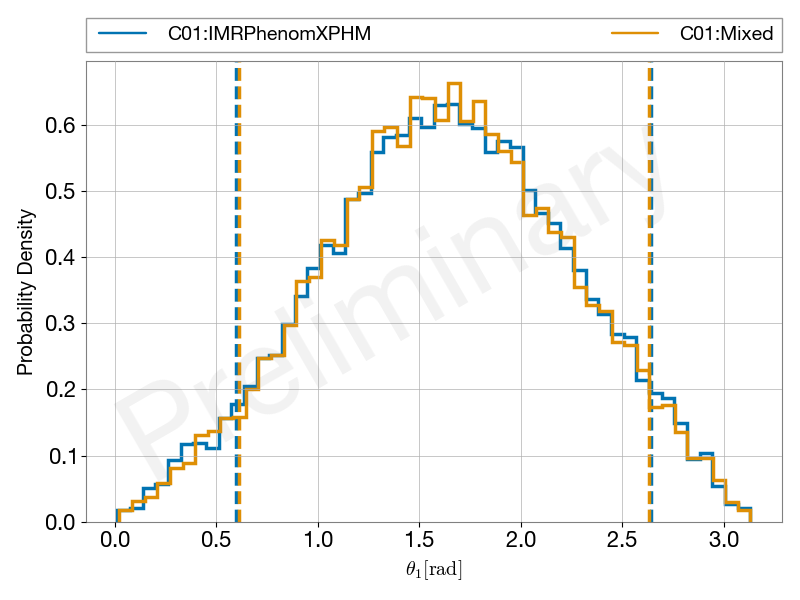 C01:IMRPhenomXPHM C01:Mixed
Preliminary
Probability Density
0.6
0.5
0.4
0.3
0.2
0.1
0.0
0.0 0.5 1.0 1.5 2.0 2.5 3.0
θ₁[rad]